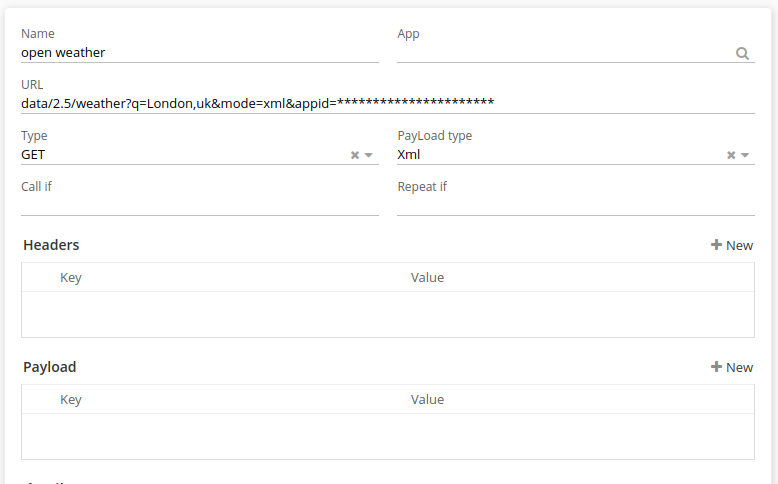 Name App
open weather
URL
data/2.5/weather?q=London,uk&mode=xml&appid=**********************
Type PayLoad type
GET Xml
Call if Repeat if
Headers New
Key Value
Payload New
Key Value